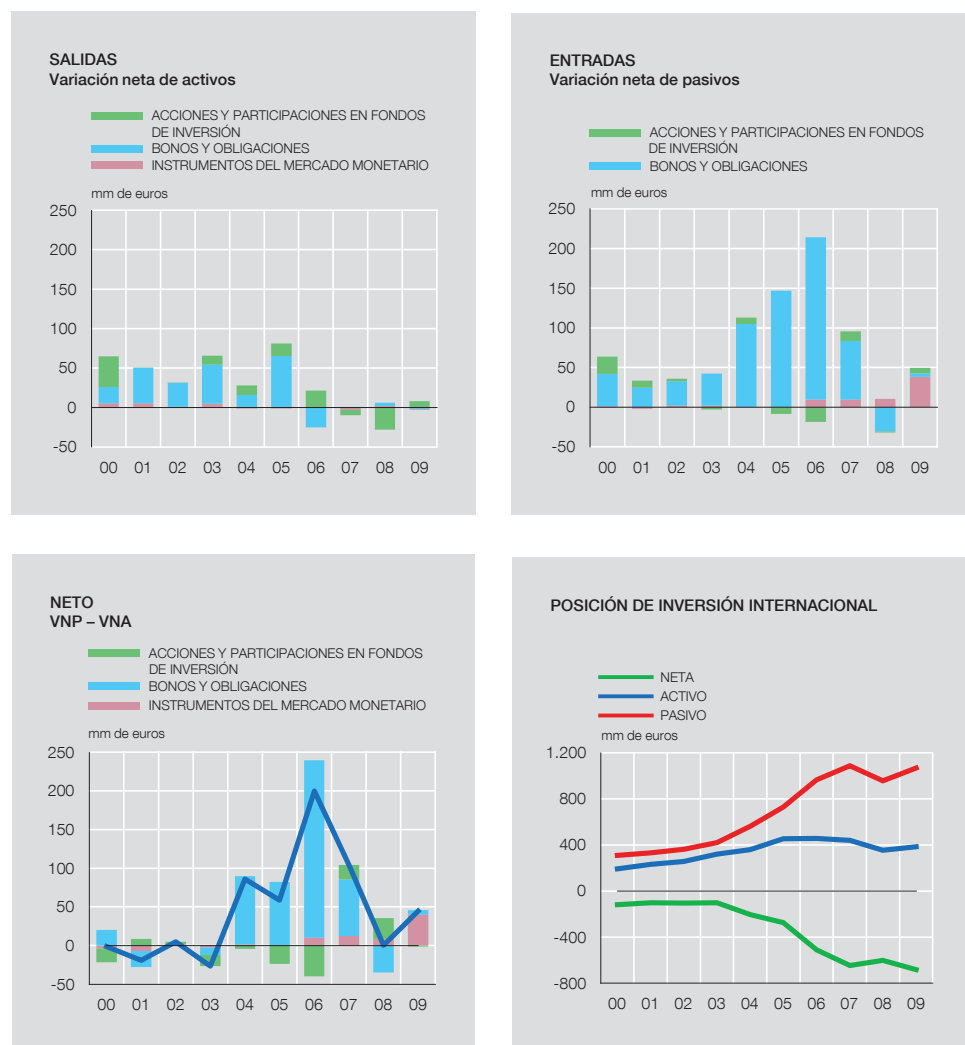 SALIDAS
Variación neta de activos
ACCIONES Y PARTICIPACIONES EN FONDOS
DE INVERSIÓN
BONOS Y OBLIGACIONES
INSTRUMENTOS DEL MERCADO MONETARIO
mm de euros
250
200
150
100
50
0
-50
00 01 02 03 04 05 06 07 08 09
ENTRADAS
Variación neta de pasivos
ACCIONES Y PARTICIPACIONES EN FONDOS
DE INVERSIÓN
BONOS Y OBLIGACIONES
mm de euros
250
200
150
100
50
0
-50
00 01 02 03 04 05 06 07 08 09
NETO
VNP – VNA
ACCIONES Y PARTICIPACIONES EN FONDOS
DE INVERSIÓN
BONOS Y OBLIGACIONES
INSTRUMENTOS DEL MERCADO MONETARIO
mm de euros
250
200
150
100
50
0
-50
00 01 02 03 04 05 06 07 08 09
POSICIÓN DE INVERSIÓN INTERNACIONAL
NETA
ACTIVO
PASIVO
mm de euros
1.200
800
400
0
-400
-800
00 01 02 03 04 05 06 07 08 09